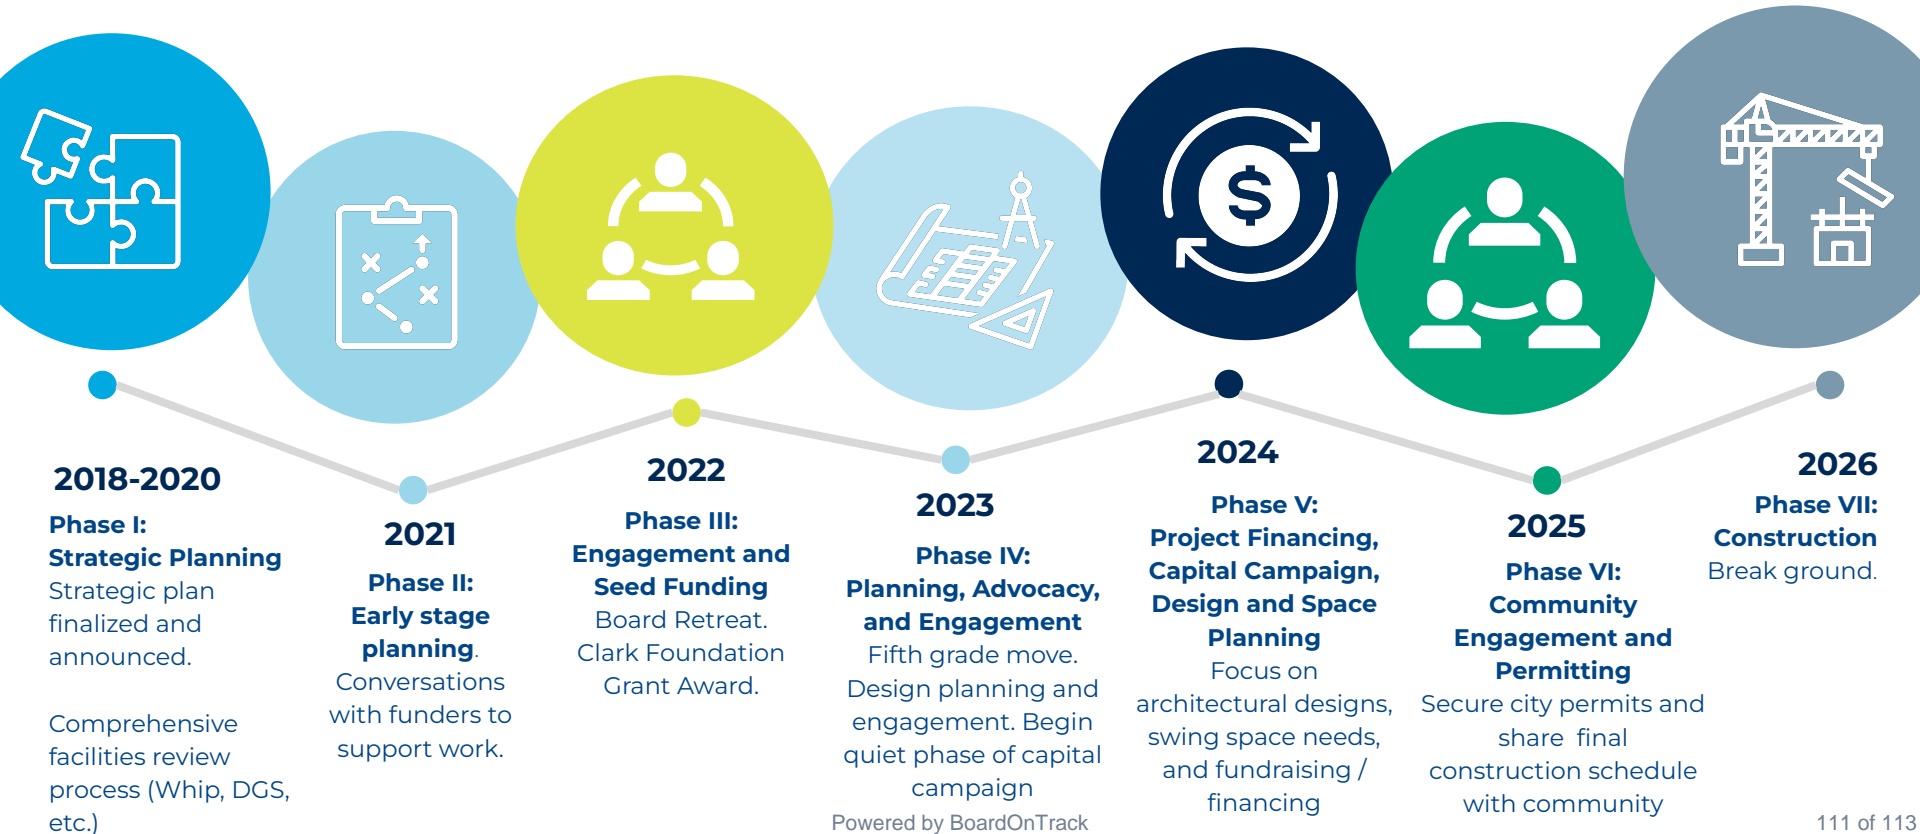 2018-2020
Phase I:
Strategic Planning
Strategic plan
finalized and
announced.
Comprehensive
facilities review
process (Whip, DGS,
etc.)
2021
Phase II:
Early stage
planning.
Conversations
with funders to
support work.
2022
Phase III:
Engagement and
Seed Funding
Board Retreat.
Clark Foundation
Grant Award.
2023
Phase IV:
Planning, Advocacy,
and Engagement
Fifth grade move.
Design planning and
engagement. Begin
quiet phase of capital
campaign
$
2024
Phase V:
Project Financing,
Capital Campaign,
Design and Space
Planning
Focus on
architectural designs,
swing space needs,
and fundraising /
financing
2025
Phase VI:
Community
Engagement and
Permitting
Secure city permits and
share final
construction schedule
with community
2026
Phase VII:
Construction
Break ground.
Powered by BoardOnTrack
111 of 113